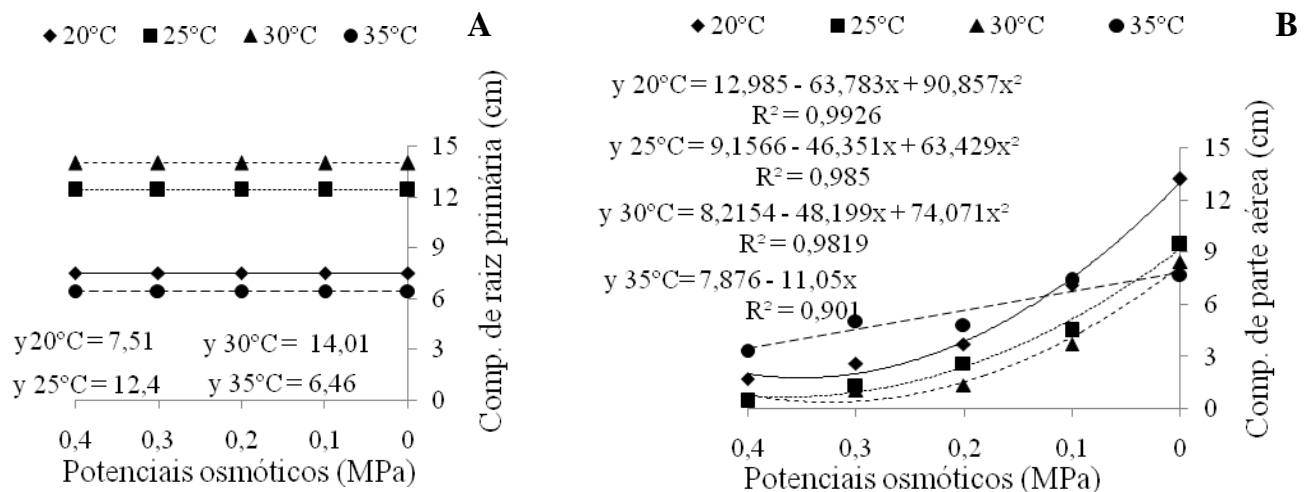 20°C 25°C 30°C 35°C A
15
12
9
6
3
0
Comp. de raiz primária (cm)
y20°C = 7,51 y 30°C = 14,01
y 25°C = 12,4 y 35°C = 6,46
0,4 0,3 0,2 0,1 0
Potenciais osmóticos (MPa)
20°C 25°C 30°C 35°C B
y 20°C = 12,985 - 63,783x + 90,857x²
R² = 0,9926
y 25°C = 9,1566 - 46,351x + 63,429x²
R² = 0,985
y 30°C = 8,2154 - 48,199x + 74,071x²
R² = 0,9819
y 35°C = 7,876 - 11,05x
R² = 0,901
15
12
9
6
3
0
Comp. de parte aérea (cm)
0,4 0,3 0,2 0,1 0
Potenciais osmóticos (MPa)